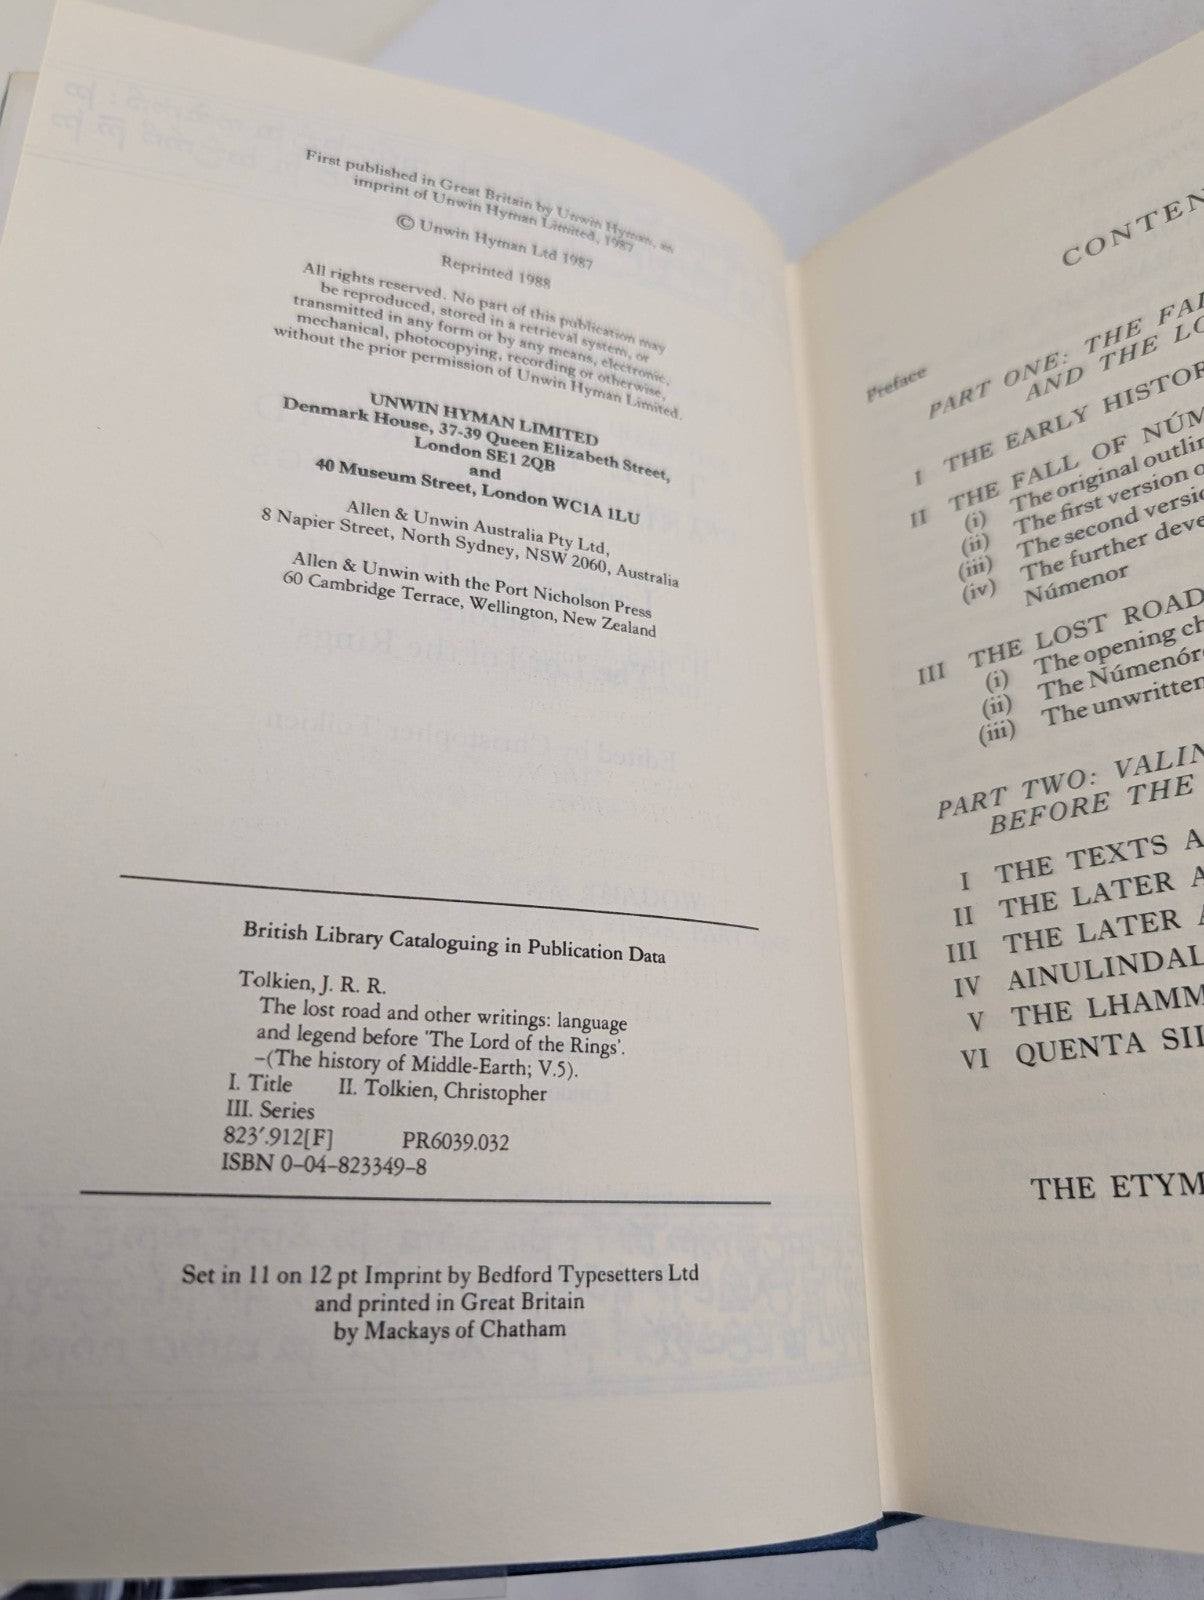 First published in Great Britain by Unwin Hyman, an
imprint of Unwin Hyman Limited, 1987
© Unwin Hyman Ltd 1987
Reprinted 1988
All rights reserved. No part of this publication may
be reproduced, stored in a retrieval system, or
transmitted in any form or by any means, electronic,
mechanical, photocopying, recording or otherwise,
without the prior permission of Unwin Hyman Limited.
UNWIN HYMAN LIMITED
Denmark House, 37-39 Queen Elizabeth Street,
London SE1 2QB
and
40 Museum Street, London WC1A 1LU
Allen & Unwin Australia Pty Ltd,
8 Napier Street, North Sydney, NSW 2060, Australia
Allen & Unwin with the Port Nicholson Press
60 Cambridge Terrace, Wellington, New Zealand
British Library Cataloguing in Publication Data
Tolkien, J. R. R.
The lost road and other writings: language
and legend before 'The Lord of the Rings'.
–(The history of Middle-Earth; V.5).
I. Title II. Tolkien, Christopher
III. Series
823'.912[F] PR6039.032
ISBN 0–04–823349–8
Set in 11 on 12 pt Imprint by Bedford Typesetters Ltd
and printed in Great Britain
by Mackays of Chatham
CONTEN
Preface
PART ONE: THE FAL
AND THE LO
I THE EARLY HISTOR
II THE FALL OF NÚM
(i) The original outlin
(ii) The first version o
(iii) The second versio
(iv) The further deve
Númenor
III THE LOST ROAD
(i) The opening ch
(ii) The Númenóre
(iii) The unwritten
PART TWO: VALIN
BEFORE THE
I THE TEXTS A
II THE LATER A
III THE LATER A
IV AINULINDAL
V THE LHAMM
VI QUENTA SIL
THE ETYM